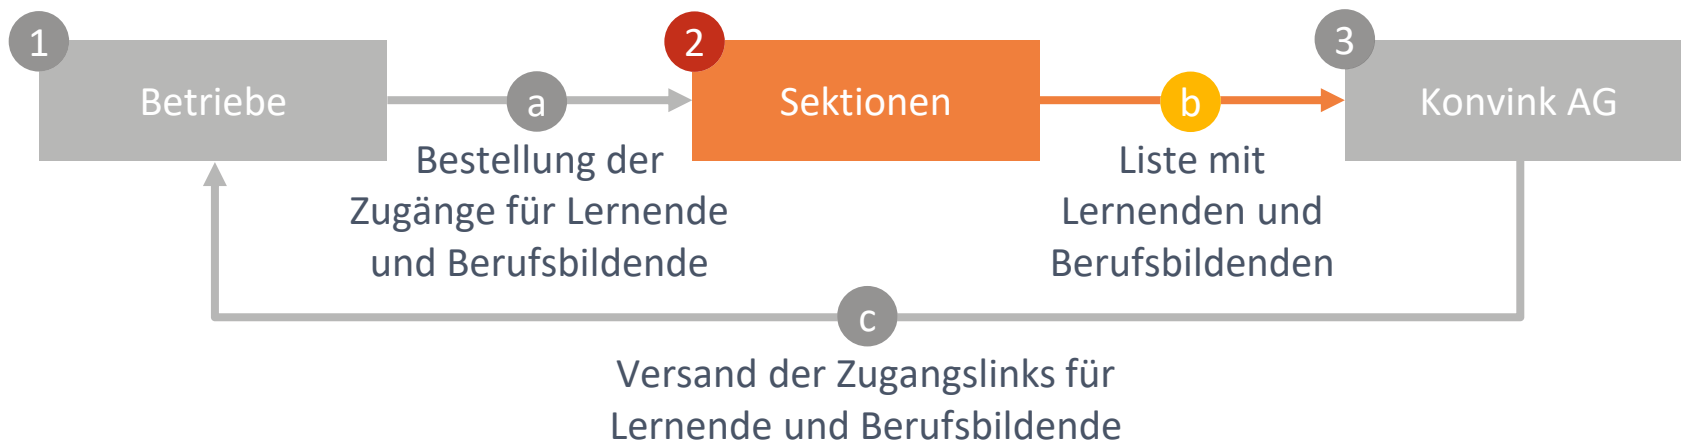 1
Betriebe
a
Bestellung der
Zugänge für Lernende
und Berufsbildende
2
Sektionen
b
Liste mit
Lernenden und
Berufsbildenden
3
Konvink AG
c
Versand der Zugangslinks für
Lernende und Berufsbildende